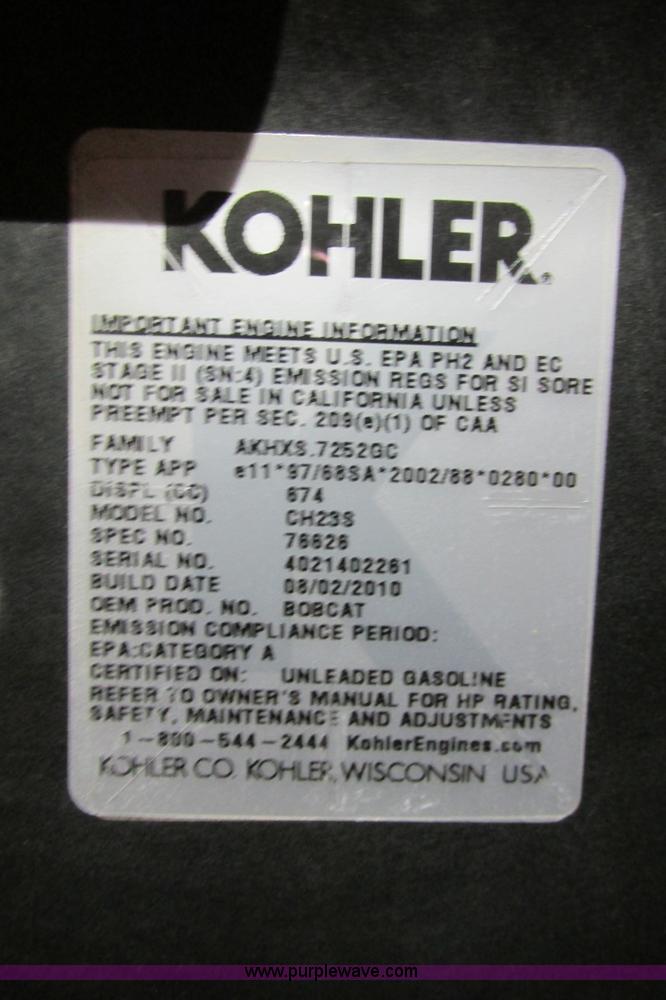 KOHLER®
IMPORTANT ENGINE INFORMATION
THIS ENGINE MEETS U.S. EPA PH2 AND EC
STAGE II (SN:4) EMISSION REGS FOR SI SORE
NOT FOR SALE IN CALIFORNIA UNLESS
PREEMPT PER SEC. 209(e)(1) OF CAA
FAMILY AKHXS.7252GC
TYPE APP e11*97/68SA*2002/88*0280*00
DISPL (CC) 674
MODEL NO. CH23S
SPEC NO. 76626
SERIAL NO. 4021402261
BUILD DATE 08/02/2010
OEM PROD. NO. BOBCAT
EMISSION COMPLIANCE PERIOD:
EPA:CATEGORY A
CERTIFIED ON: UNLEADED GASOLINE
REFER TO OWNER'S MANUAL FOR HP RATING,
SAFETY, MAINTENANCE AND ADJUSTMENTS
1-800-544-2444 KohlerEngines.com
KOHLER CO. KOHLER, WISCONSIN USA
www.purplewave.com